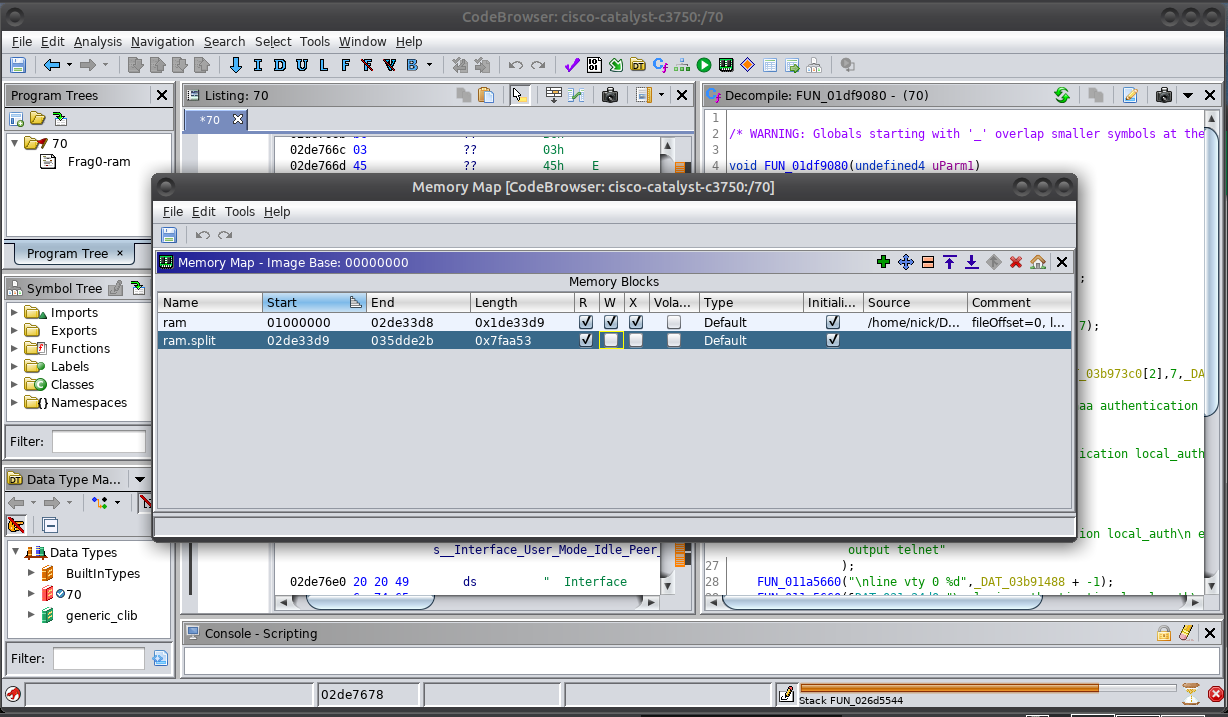 CodeBrowser: cisco-catalyst-c3750:/70
File Edit Analysis Navigation Search Select Tools Window Help
I D U L F F V B
Program Trees
70
Frag0-ram
Program Tree ×
Listing: 70
*70
02de766c 03 ?? 03h
02de766d 45 ?? 45h E
Decompile: FUN_01df9080 - (70)
1
2 /* WARNING: Globals starting with '_' overlap smaller symbols at the
3
4 void FUN_01df9080(undefined4 uParm1)
Memory Map [CodeBrowser: cisco-catalyst-c3750:/70]
File Edit Tools Help
Memory Map - Image Base: 00000000
Memory Blocks
Name Start End Length R W X Vola... Type Initiali... Source Comment
ram 01000000 02de33d8 0x1de33d9 Default /home/nick/D... fileOffset=0, l...
ram.split 02de33d9 035dde2b 0x7faa53 Default
Symbol Tree
Imports
Exports
Functions
Labels
Classes
Namespaces
Filter:
Data Type Ma...
Data Types
BuiltInTypes
70
generic_clib
Filter:
;
7);
_03b973c0[2],7,_DA
aa authentication
ication local_auth
ion local_auth\n e
output telnet"
27 );
28 FUN_011a5660("\nline vty 0 %d",_DAT_03b91488 + -1);
s__Interface_User_Mode_Idle_Peer_
02de76e0 20 20 49 ds " Interface
Console - Scripting
02de7678
Stack FUN_026d5544